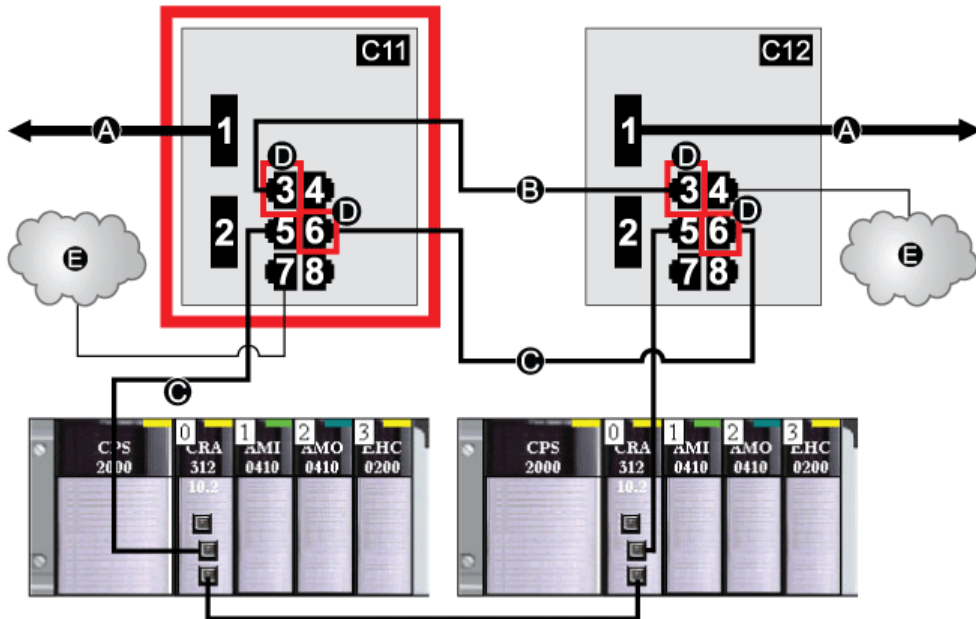 C11
C12
A
1
1
A
D
D
3 4
B
3 4
D
D
2
5 6
2
5 6
E
E
7 8
7 8
C
C
0 1 2 3
0 1 2 3
CPS CRA AMI AMO EHC
CPS CRA AMI AMO EHC
2000 312 0410 0410 0200
2000 312 0410 0410 0200
10.2
10.2